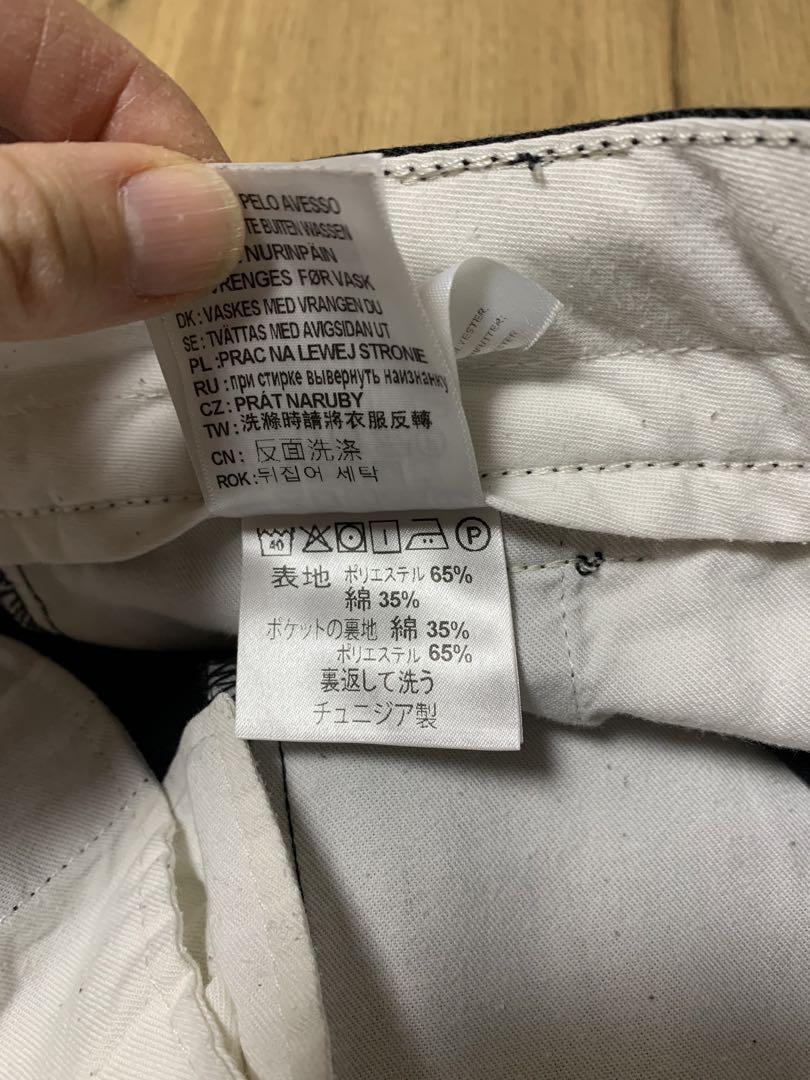 PELO AVESSO
TE BUITEN WASSEN
NURINPÄIN
VRENGES FØR VASK
DK: VASKES MED VRANGEN DU
SE: TVÄTTAS MED AVIGSIDAN UT
PL :PRAC NA LEWEJ STRONIE
RU : при стирке вывернуть наизнанку
CZ: PRÁT NARUBY
TW: 洗滌時請將衣服反轉
CN: 反面洗涤
ROK: 뒤집어 세탁
40 P
表地 ポリエステル 65%
綿 35%
ポケットの裏地 綿 35%
ポリエステル 65%
裏返して洗う
チュニジア製